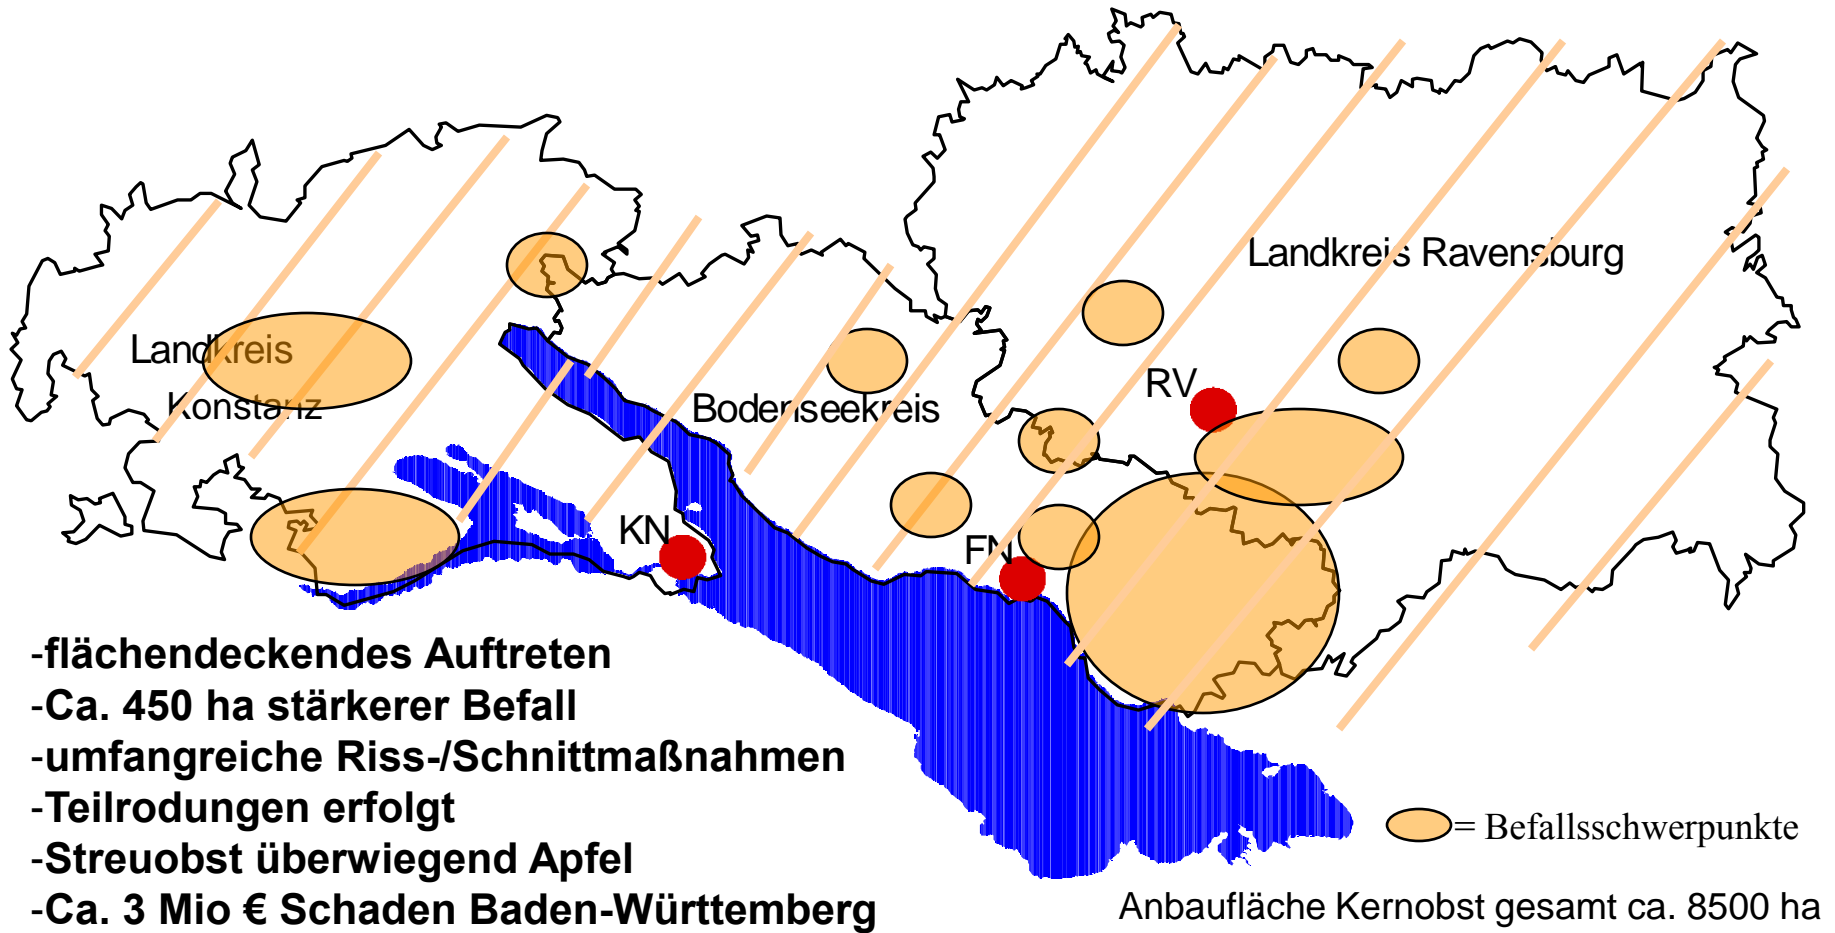 Landkreis Ravensburg
Landkreis
Konstanz
Bodenseekreis
RV
KN
FN
-flächendeckendes Auftreten
-Ca. 450 ha stärkerer Befall
-umfangreiche Riss-/Schnittmaßnahmen
-Teilrodungen erfolgt
-Streuobst überwiegend Apfel
-Ca. 3 Mio € Schaden Baden-Württemberg
= Befallsschwerpunkte
Anbaufläche Kernobst gesamt ca. 8500 ha